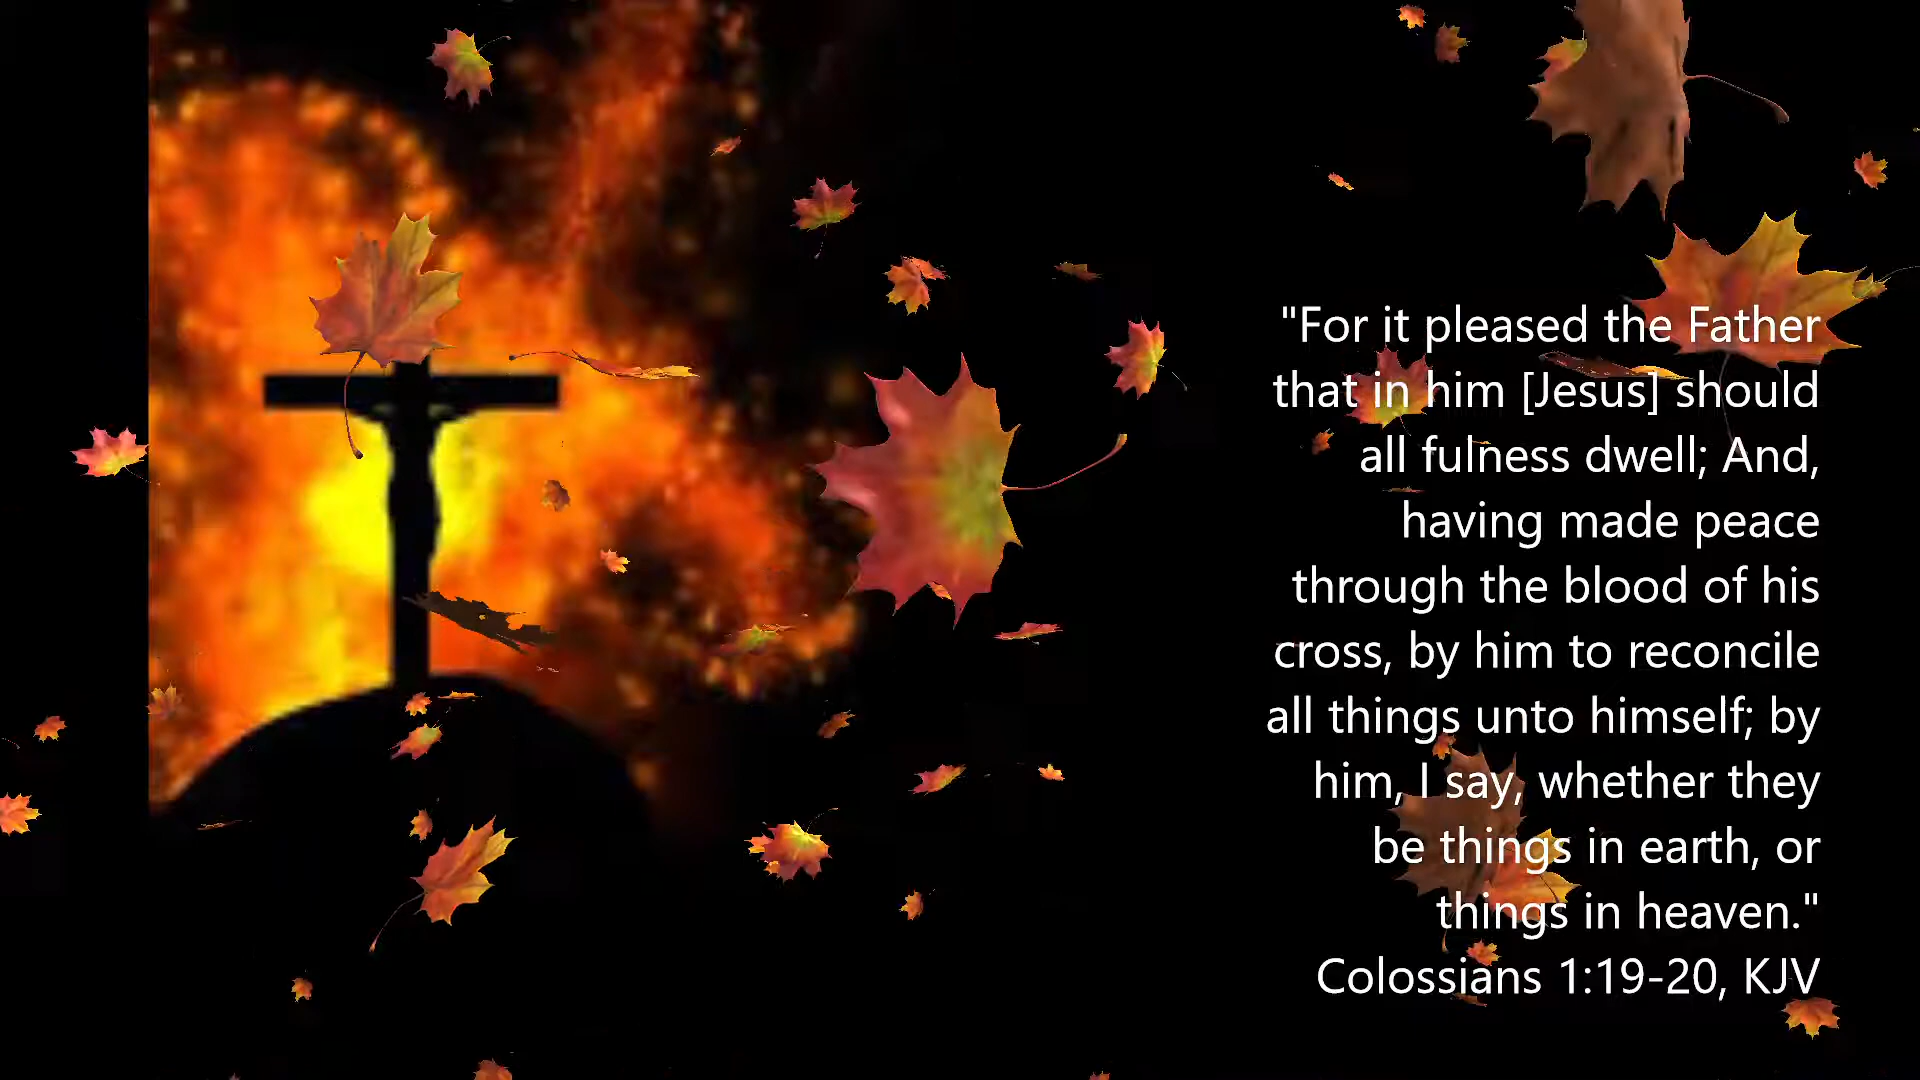 "For it pleased the Father
that in him [Jesus] should
all fulness dwell; And,
having made peace
through the blood of his
cross, by him to reconcile
all things unto himself; by
him, I say, whether they
be things in earth, or
things in heaven."
Colossians 1:19-20, KJV